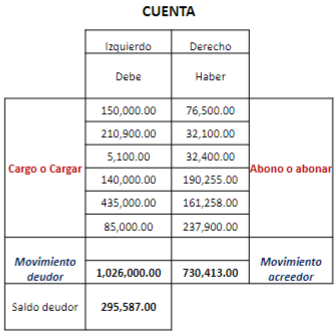 CUENTA
Izquierdo Derecho
Debe Haber
150,000.00 76,500.00
210,900.00 32,100.00
5,100.00 32,400.00
Cargo o Cargar Abono o abonar
140,000.00 190,255.00
435,000.00 161,258.00
85,000.00 237,900.00
Movimiento deudor 1,026,000.00 730,413.00 Movimiento acreedor
Saldo deudor 295,587.00